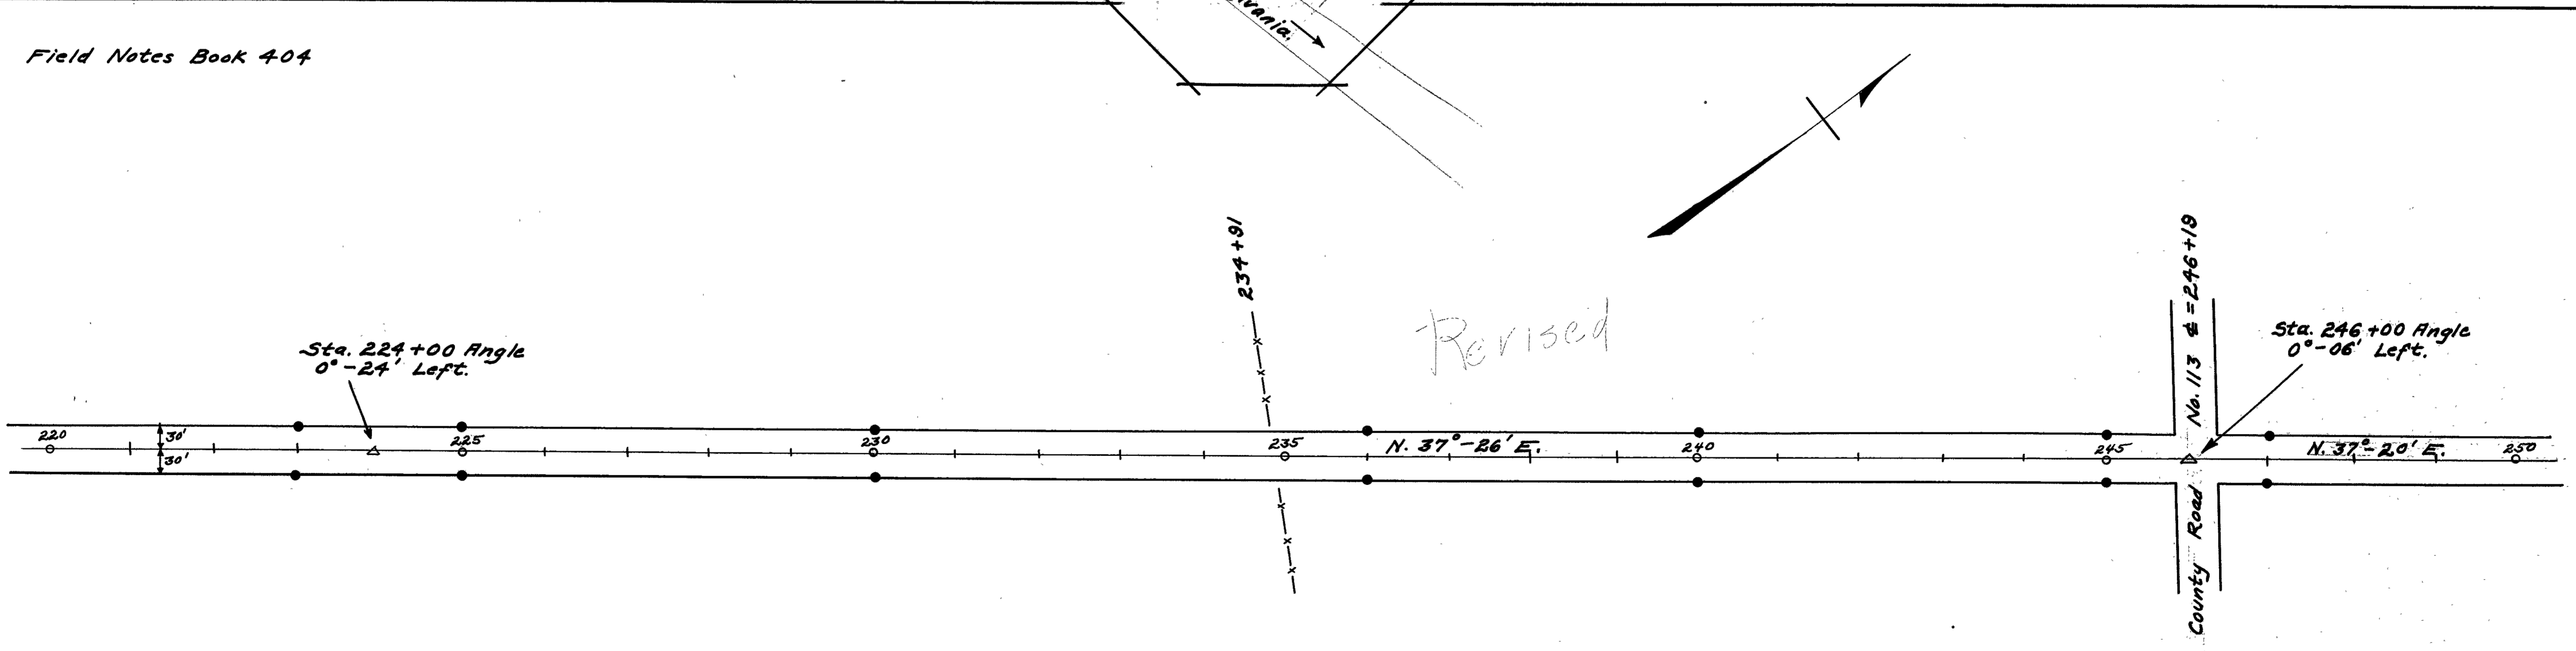 Field Notes Book 404
vania.
234+91
Revised
No. 113 ℄ = 246+19
County Road
Sta. 224+00 Angle
0°-24' Left.
Sta. 246+00 Angle
0°-06' Left.
220
30'
30'
225
230
235
N. 37°-26' E.
240
245
N. 37°-20' E.
250